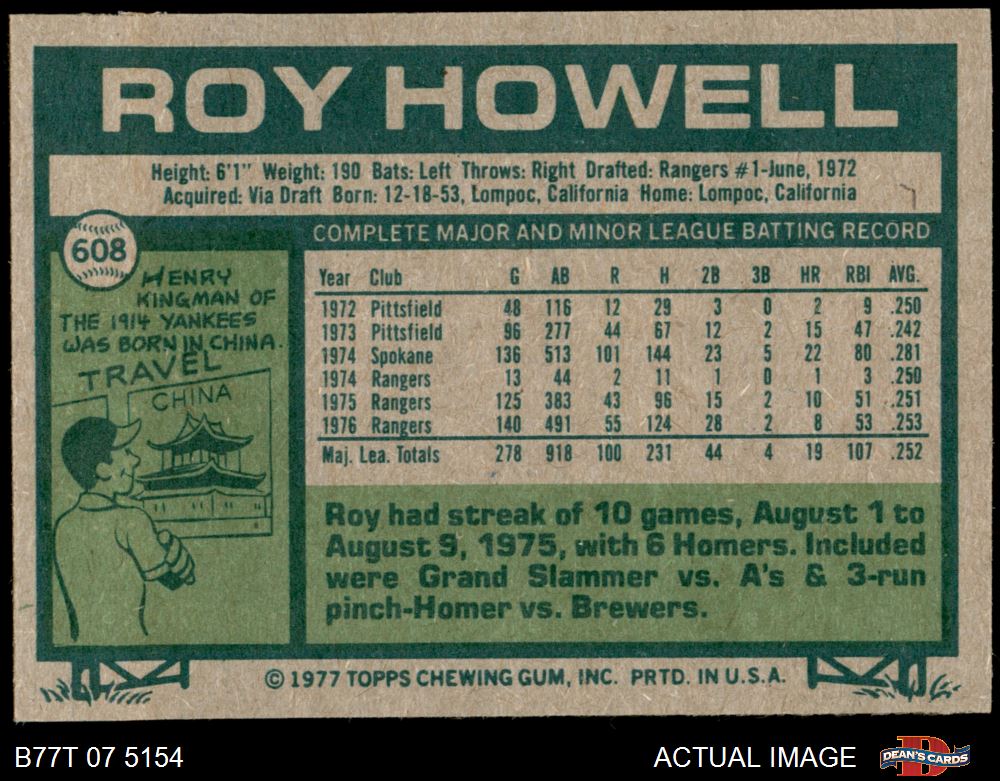 ROY HOWELL
Height: 6'1" Weight: 190 Bats: Left Throws: Right Drafted: Rangers #1-June, 1972
Acquired: Via Draft Born: 12-18-53, Lompoc, California Home: Lompoc, California
608
HENRY
KINGMAN OF
THE 1914 YANKEES
WAS BORN IN CHINA.
TRAVEL
CHINA
COMPLETE MAJOR AND MINOR LEAGUE BATTING RECORD
Year Club G AB R H 2B 3B HR RBI AVG.
1972 Pittsfield 48 116 12 29 3 0 2 9 .250
1973 Pittsfield 96 277 44 67 12 2 15 47 .242
1974 Spokane 136 513 101 144 23 5 22 80 .281
1974 Rangers 13 44 2 11 1 0 1 3 .250
1975 Rangers 125 383 43 96 15 2 10 51 .251
1976 Rangers 140 491 55 124 28 2 8 53 .253
Maj. Lea. Totals 278 918 100 231 44 4 19 107 .252
Roy had streak of 10 games, August 1 to
August 9, 1975, with 6 Homers. Included
were Grand Slammer vs. A's & 3-run
pinch-Homer vs. Brewers.
© 1977 TOPPS CHEWING GUM, INC. PRTD. IN U.S.A.
B77T 07 5154 ACTUAL IMAGE DEAN'S CARDS